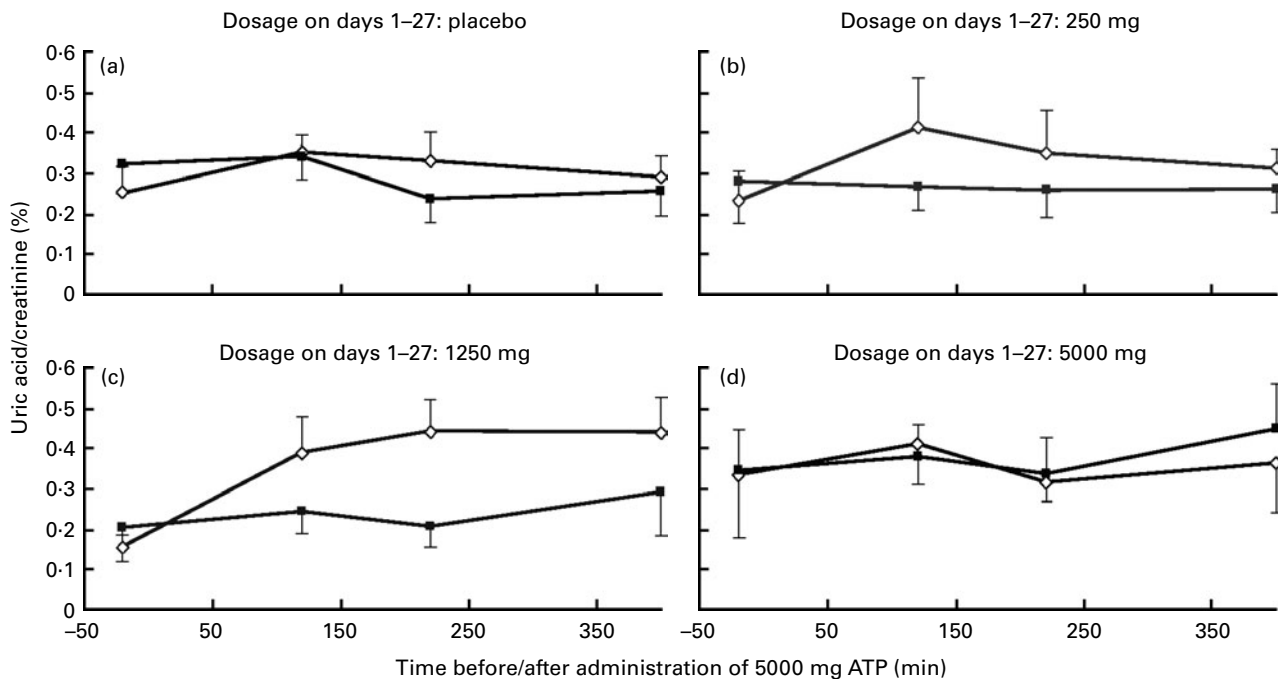 Dosage on days 1–27: placebo
Dosage on days 1–27: 250 mg
(a)
(b)
0·6
0·5
0·4
0·3
0·2
0·1
0
Dosage on days 1–27: 1250 mg
Dosage on days 1–27: 5000 mg
(c)
(d)
0·6
0·5
0·4
0·3
0·2
0·1
0
–50 50 150 250 350
–50 50 150 250 350
Uric acid/creatinine (%)
Time before/after administration of 5000 mg ATP (min)